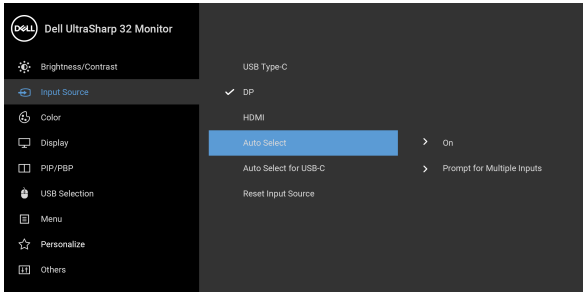 DELL Dell UltraSharp 32 Monitor
Brightness/Contrast USB Type-C
Input Source DP
Color HDMI
Display Auto Select On
PIP/PBP Auto Select for USB-C Prompt for Multiple Inputs
USB Selection Reset Input Source
Menu
Personalize
Others